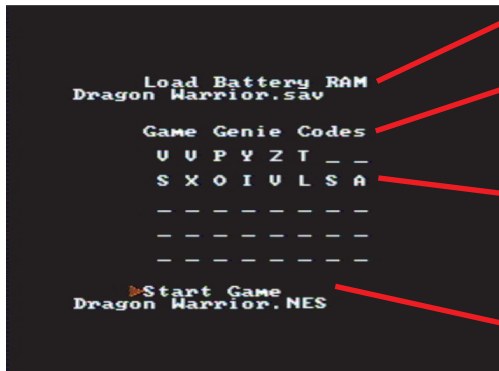 Load Battery RAM
Dragon Warrior.sav
Game Genie Codes
V V P Y Z T _ _
S X O I V L S A
_ _ _ _ _ _ _ _
_ _ _ _ _ _ _ _
_ _ _ _ _ _ _ _
Start Game
Dragon Warrior.NES